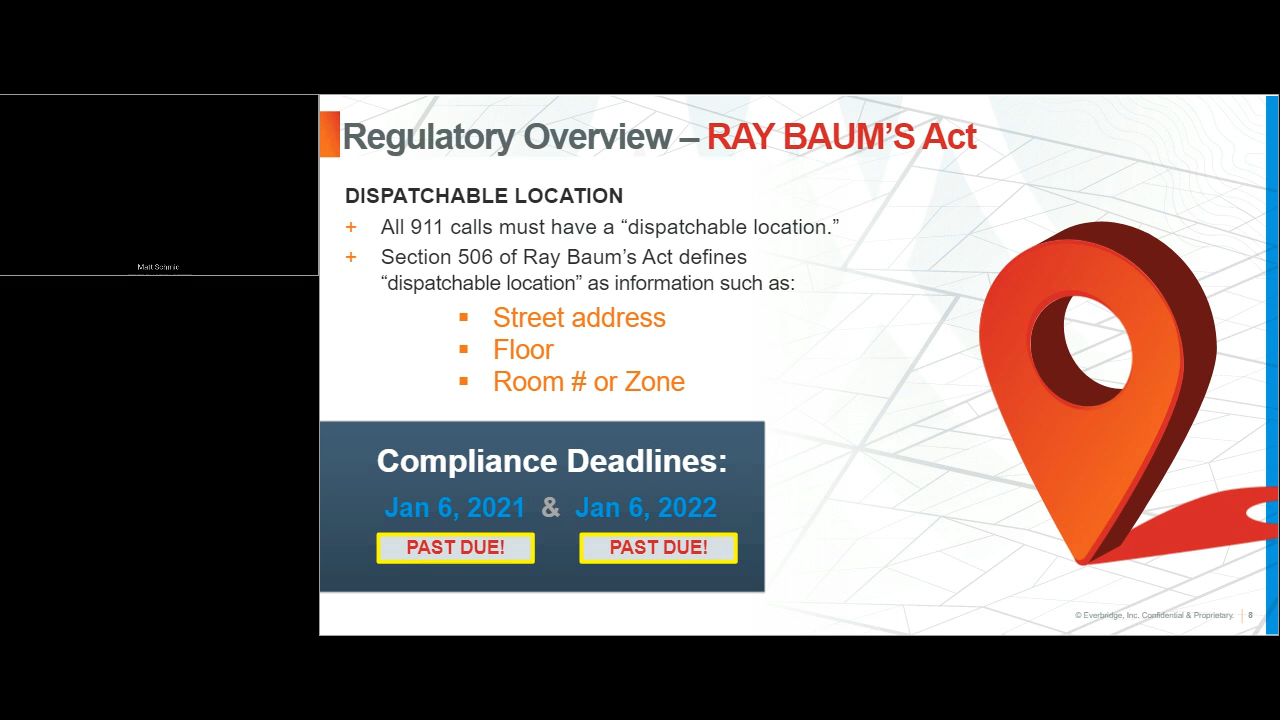 Regulatory Overview – RAY BAUM’S Act
DISPATCHABLE LOCATION
+ All 911 calls must have a “dispatchable location.”
+ Section 506 of Ray Baum’s Act defines
“dispatchable location” as information such as:
▪ Street address
▪ Floor
▪ Room # or Zone
Matt Schmid
Compliance Deadlines:
Jan 6, 2021 & Jan 6, 2022
PAST DUE! PAST DUE!
© Everbridge, Inc. Confidential & Proprietary. | 8